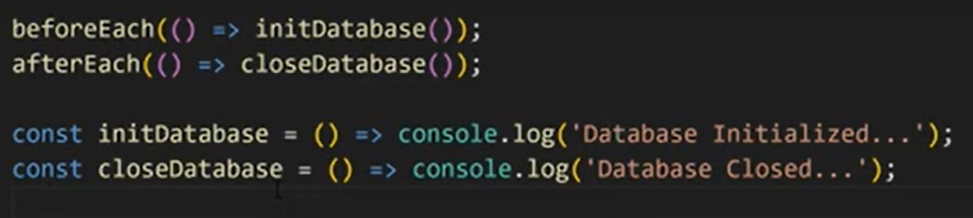 beforeEach(() => initDatabase());
afterEach(() => closeDatabase());
const initDatabase = () => console.log('Database Initialized...');
const closeDatabase = () => console.log('Database Closed...');